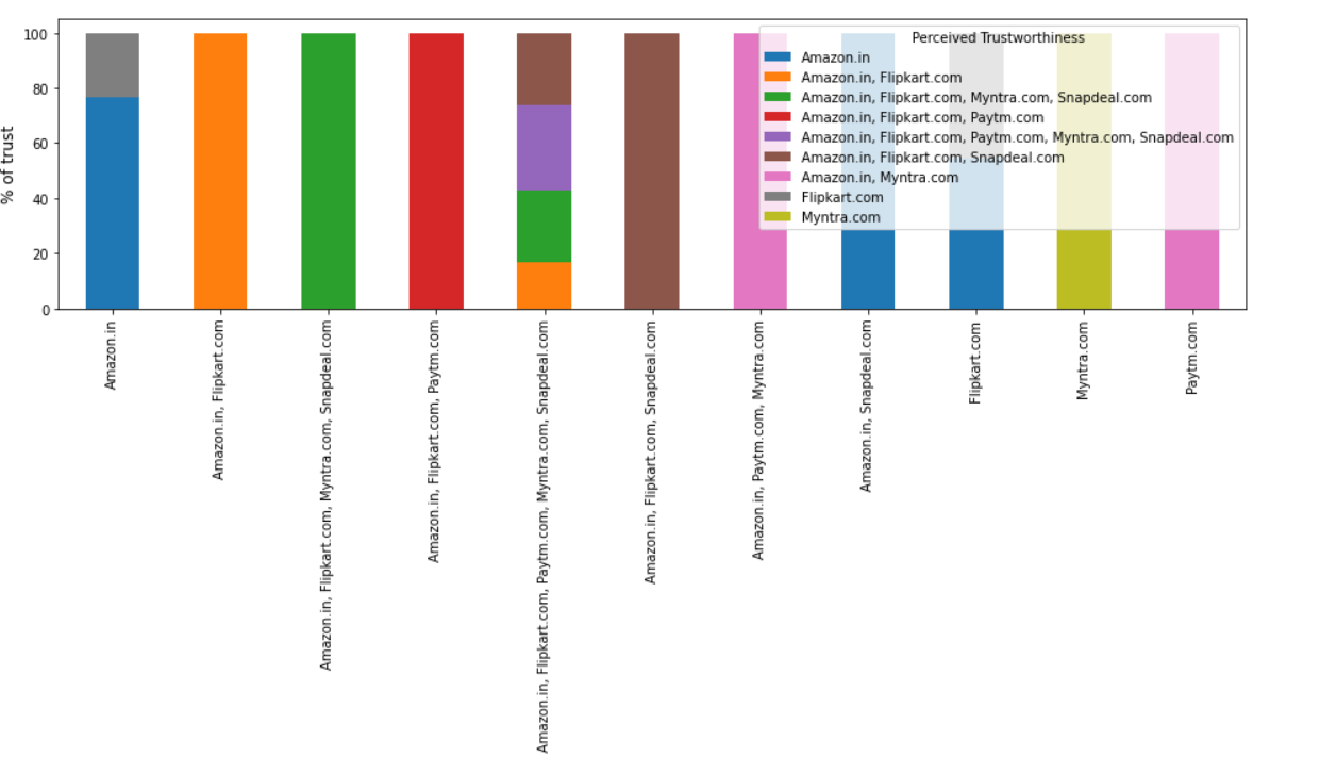 % of trust
100
80
60
40
20
0
Perceived Trustworthiness
Amazon.in
Amazon.in, Flipkart.com
Amazon.in, Flipkart.com, Myntra.com, Snapdeal.com
Amazon.in, Flipkart.com, Paytm.com
Amazon.in, Flipkart.com, Paytm.com, Myntra.com, Snapdeal.com
Amazon.in, Flipkart.com, Snapdeal.com
Amazon.in, Myntra.com
Flipkart.com
Myntra.com
Amazon.in
Amazon.in, Flipkart.com
Amazon.in, Flipkart.com, Myntra.com, Snapdeal.com
Amazon.in, Flipkart.com, Paytm.com
Amazon.in, Flipkart.com, Paytm.com, Myntra.com, Snapdeal.com
Amazon.in, Flipkart.com, Snapdeal.com
Amazon.in, Paytm.com, Myntra.com
Amazon.in, Snapdeal.com
Flipkart.com
Myntra.com
Paytm.com